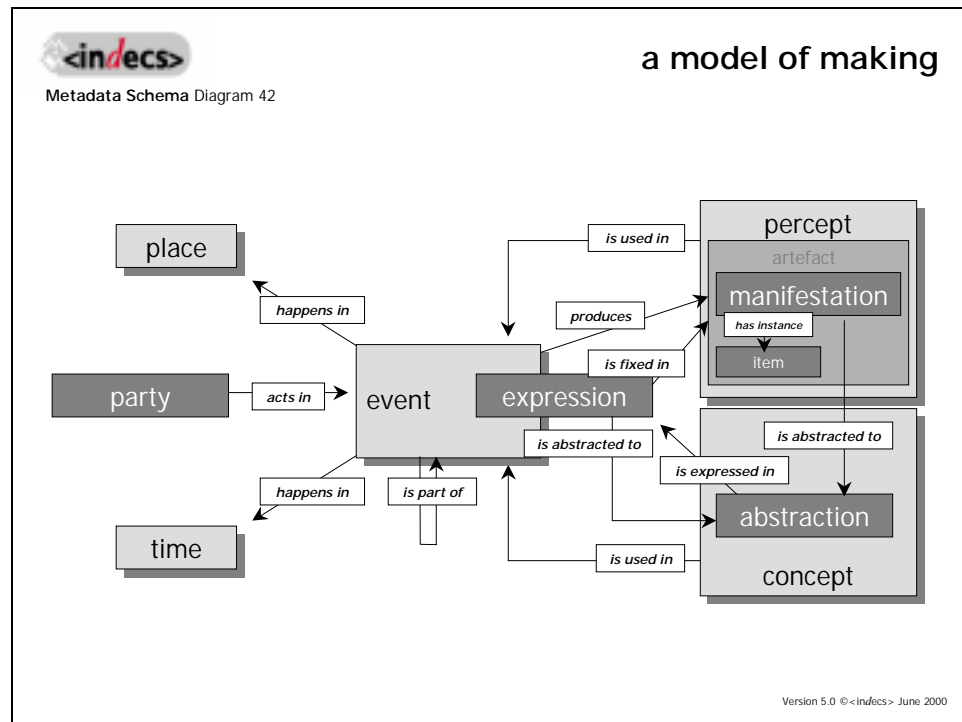 <indecs>
a model of making
Metadata Schema Diagram 42
percept
is used in
place
artefact
manifestation
happens in
produces
has instance
is fixed in
item
party
acts in
event
expression
is abstracted to
is abstracted to
is expressed in
happens in
is part of
abstraction
time
is used in
concept
Version 5.0 ©<indecs> June 2000